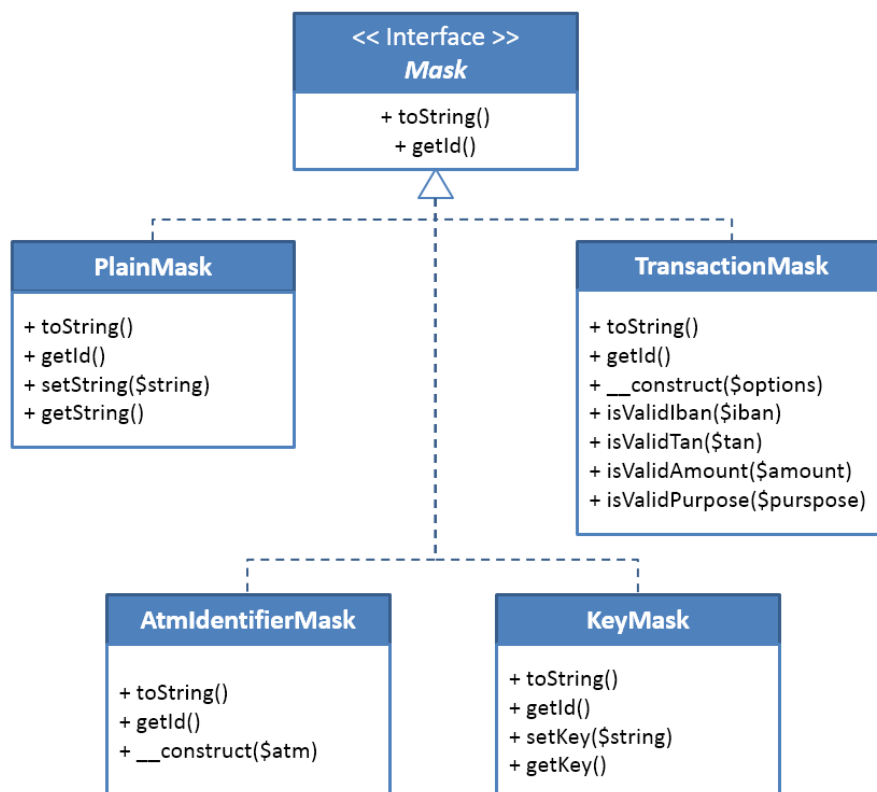 << Interface >>
Mask
+ toString()
+ getId()
PlainMask
+ toString()
+ getId()
+ setString($string)
+ getString()
TransactionMask
+ toString()
+ getId()
+ __construct($options)
+ isValidIban($iban)
+ isValidTan($tan)
+ isValidAmount($amount)
+ isValidPurpose($purspose)
AtmIdentifierMask
+ toString()
+ getId()
+ __construct($atm)
KeyMask
+ toString()
+ getId()
+ setKey($string)
+ getKey()